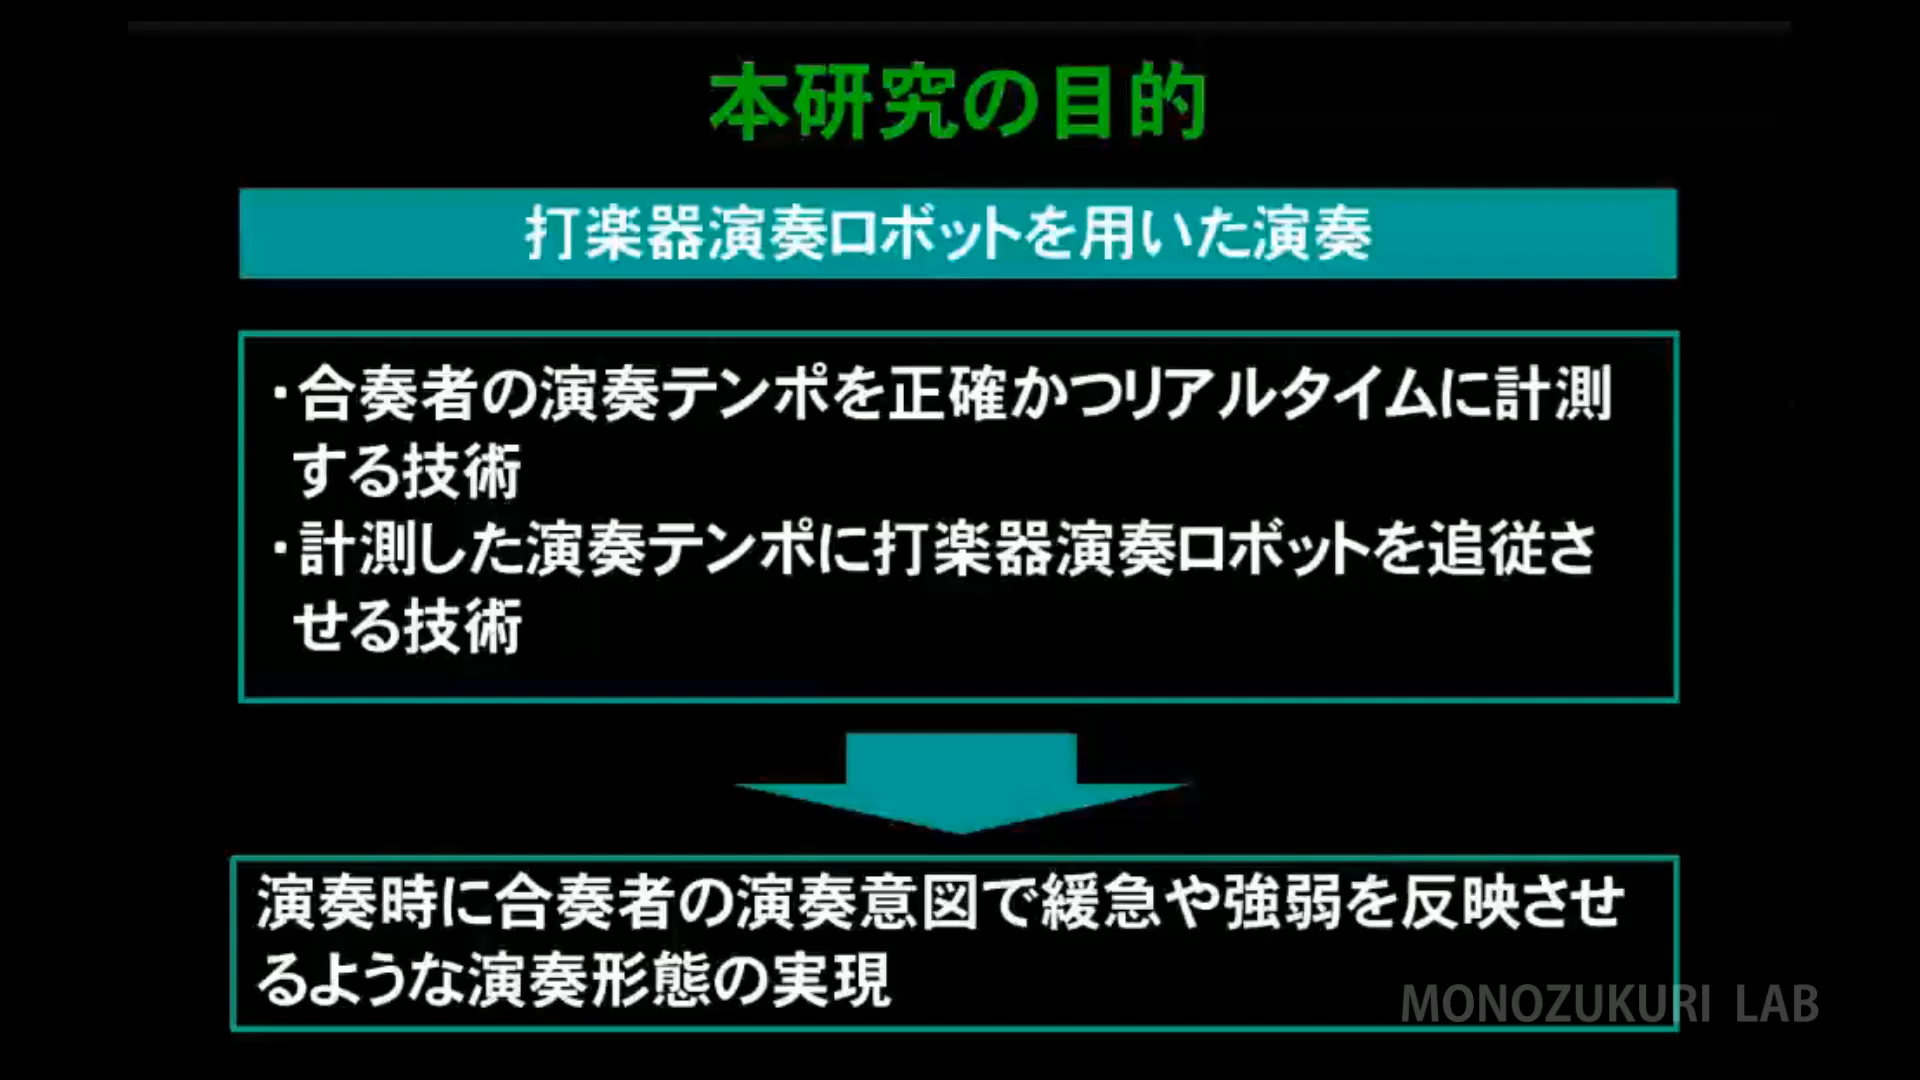 本研究の目的
打楽器演奏ロボットを用いた演奏
・合奏者の演奏テンポを正確かつリアルタイムに計測
する技術
・計測した演奏テンポに打楽器演奏ロボットを追従さ
せる技術
演奏時に合奏者の演奏意図で緩急や強弱を反映させ
るような演奏形態の実現
MONOZUKURI LAB